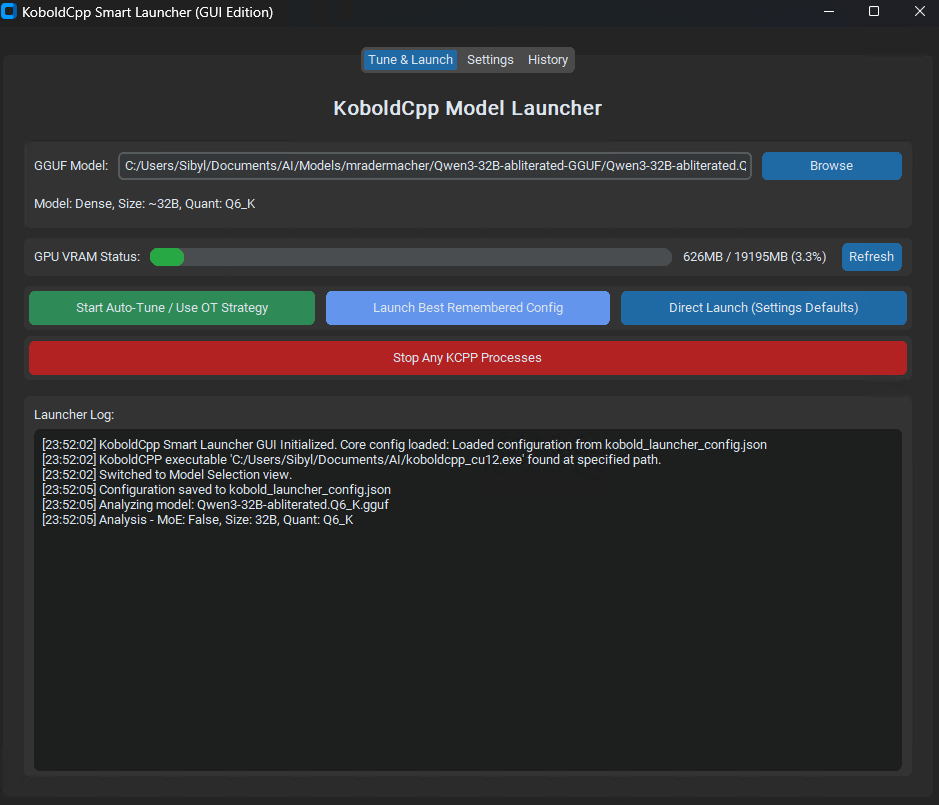 KoboldCpp Smart Launcher (GUI Edition)
Tune & Launch Settings History
KoboldCpp Model Launcher
GGUF Model: C:/Users/Sibyl/Documents/AI/Models/mradermacher/Qwen3-32B-abliterated-GGUF/Qwen3-32B-abliterated.Q Browse
Model: Dense, Size: ~32B, Quant: Q6_K
GPU VRAM Status: 626MB / 19195MB (3.3%) Refresh
Start Auto-Tune / Use OT Strategy Launch Best Remembered Config Direct Launch (Settings Defaults)
Stop Any KCPP Processes
Launcher Log:
[23:52:02] KoboldCpp Smart Launcher GUI Initialized. Core config loaded: Loaded configuration from kobold_launcher_config.json
[23:52:02] KoboldCPP executable 'C:/Users/Sibyl/Documents/AI/koboldcpp_cu12.exe' found at specified path.
[23:52:02] Switched to Model Selection view.
[23:52:05] Configuration saved to kobold_launcher_config.json
[23:52:05] Analyzing model: Qwen3-32B-abliterated.Q6_K.gguf
[23:52:05] Analysis - MoE: False, Size: 32B, Quant: Q6_K